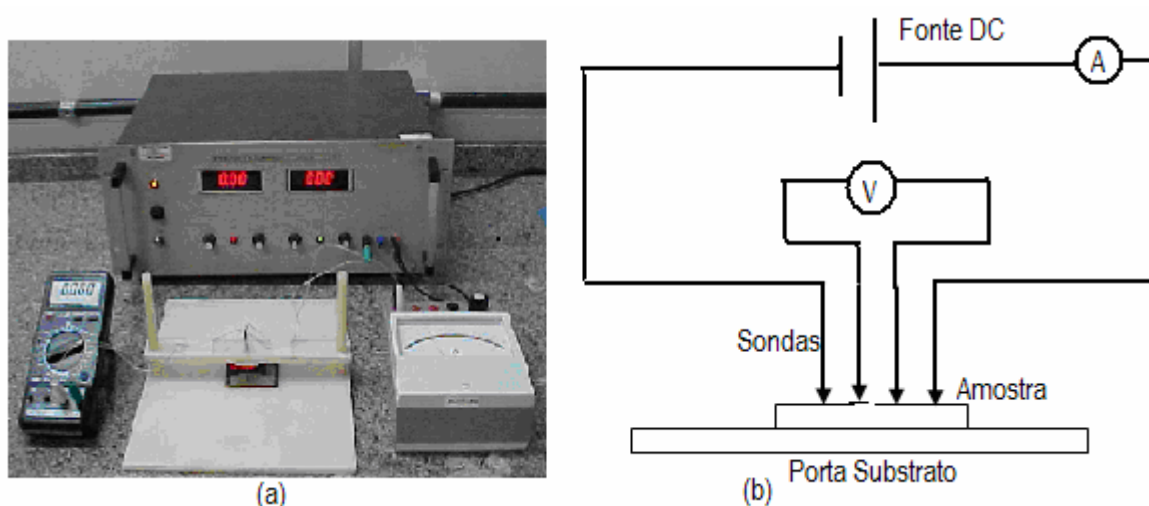 Fonte DC
A
V
Sondas
Amostra
Porta Substrato
(a)
(b)